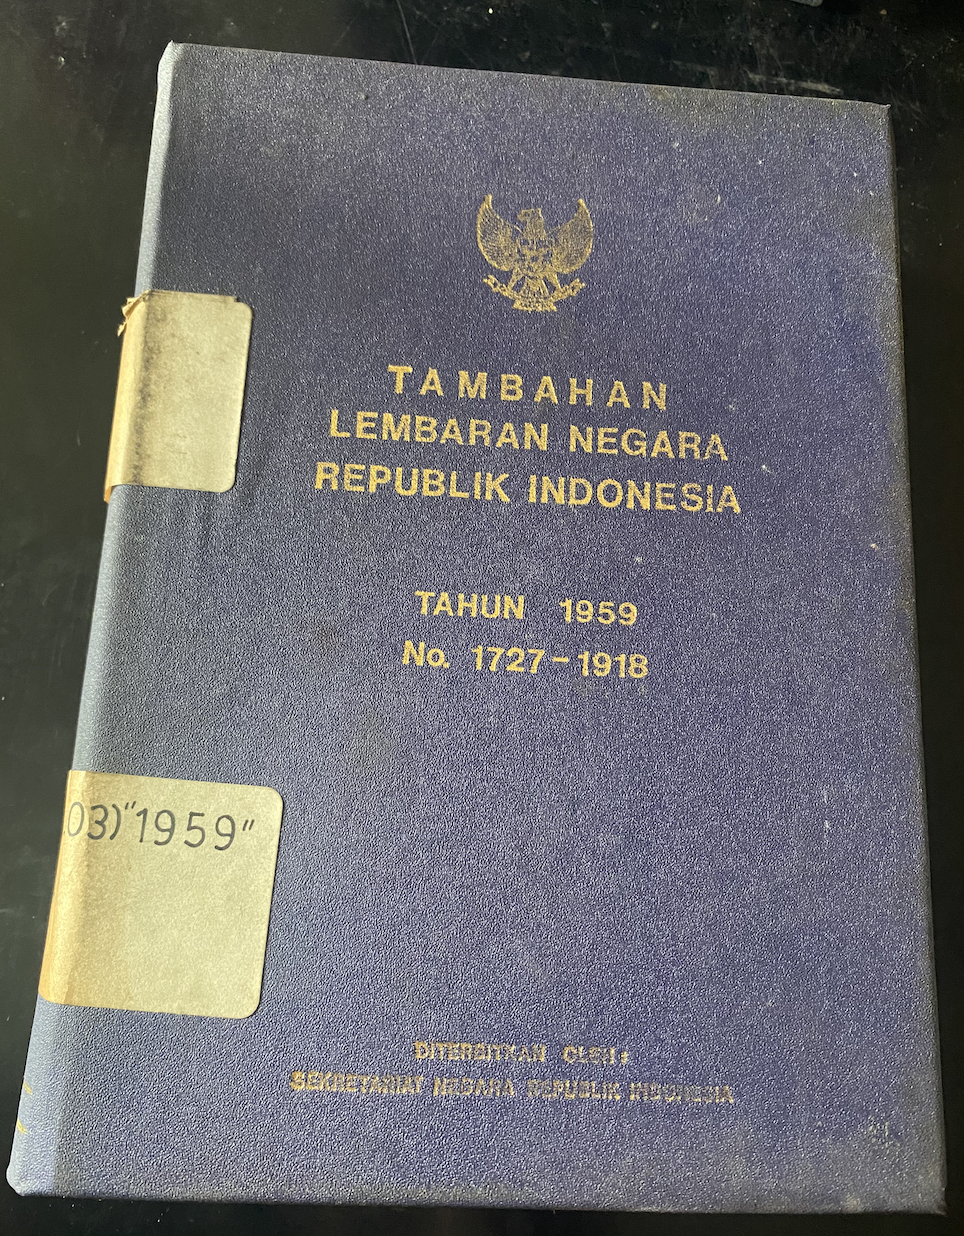 TAMBAHAN
LEMBARAN NEGARA
REPUBLIK INDONESIA
TAHUN 1959
No. 1727-1918
03)"1959"
DITERBITKAN OLEH :
SEKRETARIAT NEGARA REPUBLIK INDONESIA